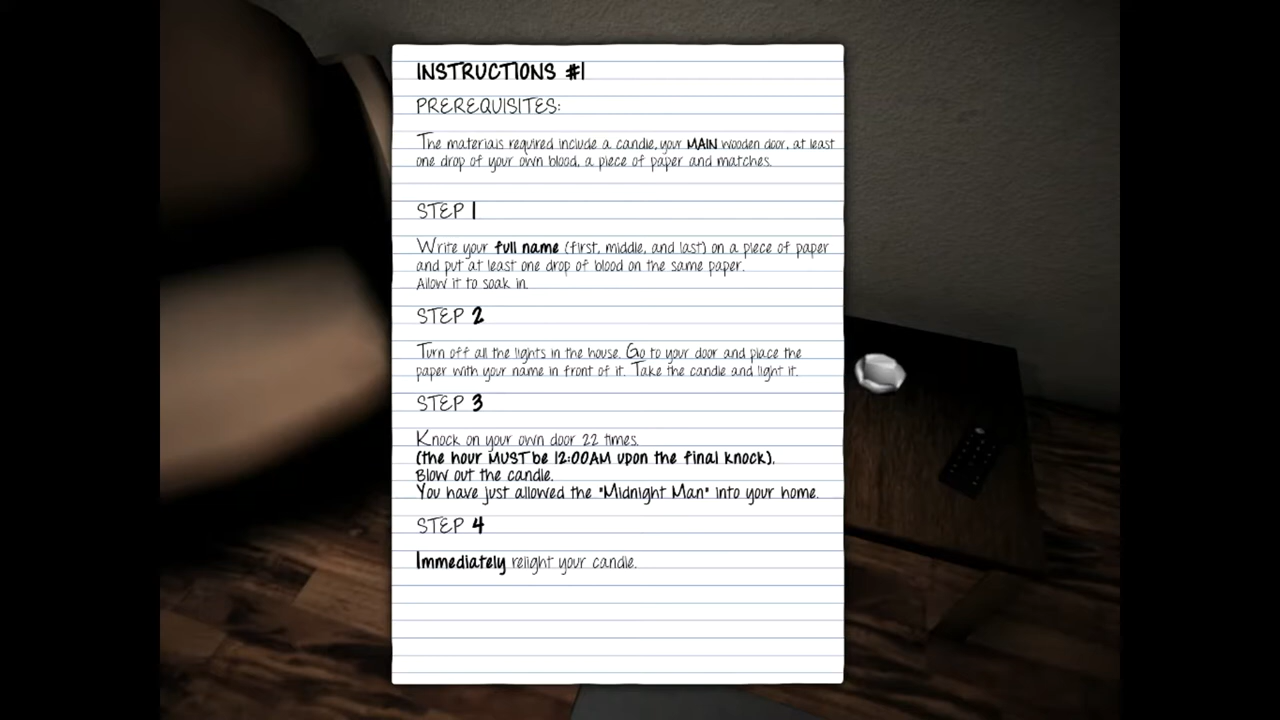 INSTRUCTIONS #1
PREREQUISITES:
The materials required include a candle, your MAIN wooden door, at least
one drop of your own blood, a piece of paper and matches.
STEP 1
Write your full name (first, middle, and last) on a piece of paper
and put at least one drop of blood on the same paper.
Allow it to soak in.
STEP 2
Turn off all the lights in the house. Go to your door and place the
paper with your name in front of it. Take the candle and light it.
STEP 3
Knock on your own door 22 times.
(the hour MUST be 12:00AM upon the final knock).
Blow out the candle.
You have just allowed the "Midnight Man" into your home.
STEP 4
Immediately relight your candle.